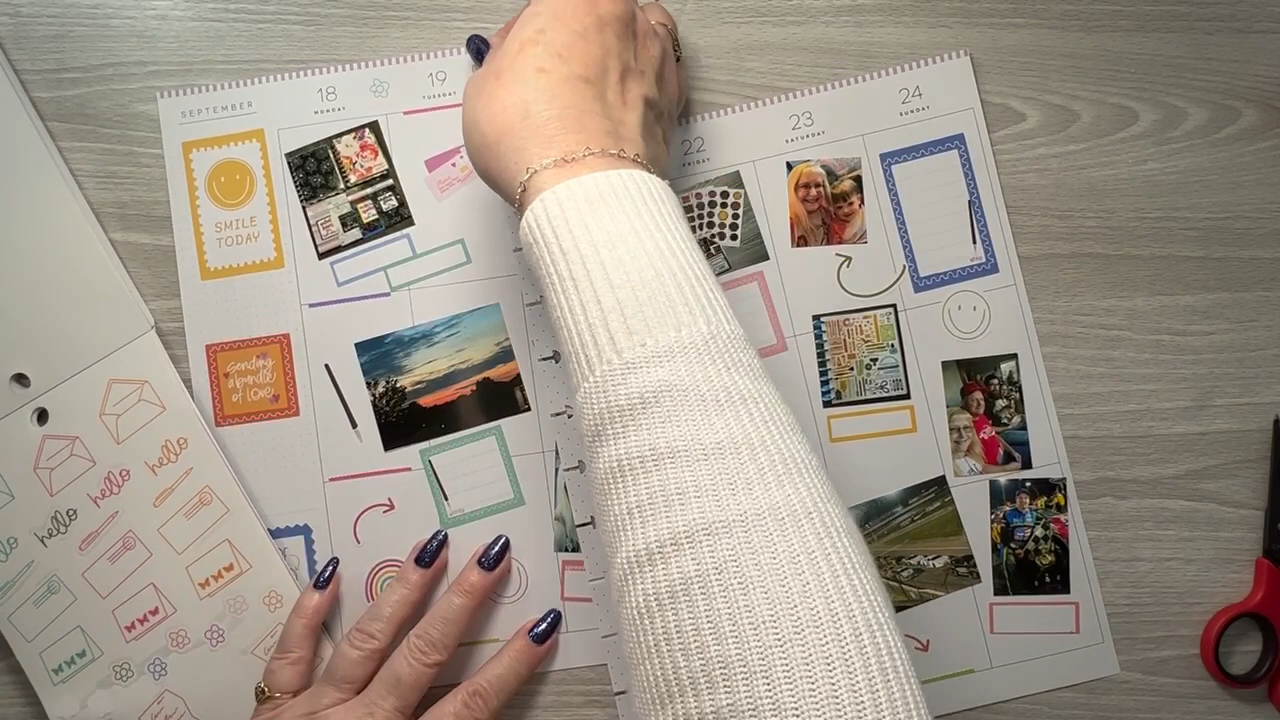 SEPTEMBER
18
MONDAY
19
TUESDAY
22
FRIDAY
23
SATURDAY
24
SUNDAY
SMILE
TODAY
sending
a bundle
of love
hello
hello
hello